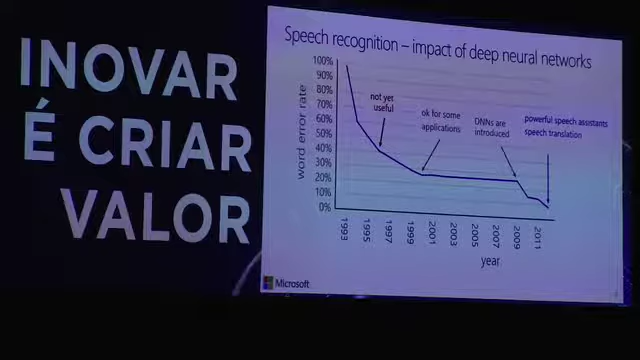 INOVAR
É CRIAR
VALOR
Speech recognition – impact of deep neural networks
100%
90%
80%
70%
60%
50%
40%
30%
20%
10%
0%
word error rate
not yet
useful
ok for some
applications
DNNs are
introduced
powerful speech assistants
speech translation
1993
1995
1997
1999
2001
2003
2005
2007
2009
2011
year
Microsoft